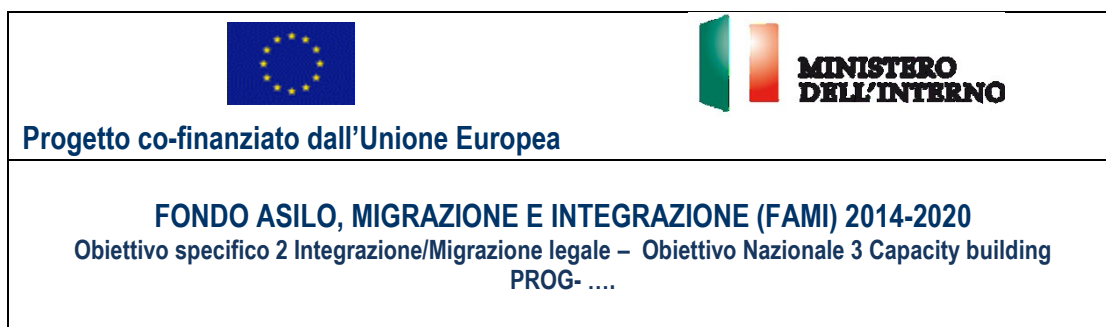 MINISTERO
DELL'INTERNO
Progetto co-finanziato dall’Unione Europea
FONDO ASILO, MIGRAZIONE E INTEGRAZIONE (FAMI) 2014-2020
Obiettivo specifico 2 Integrazione/Migrazione legale – Obiettivo Nazionale 3 Capacity building
PROG- ….